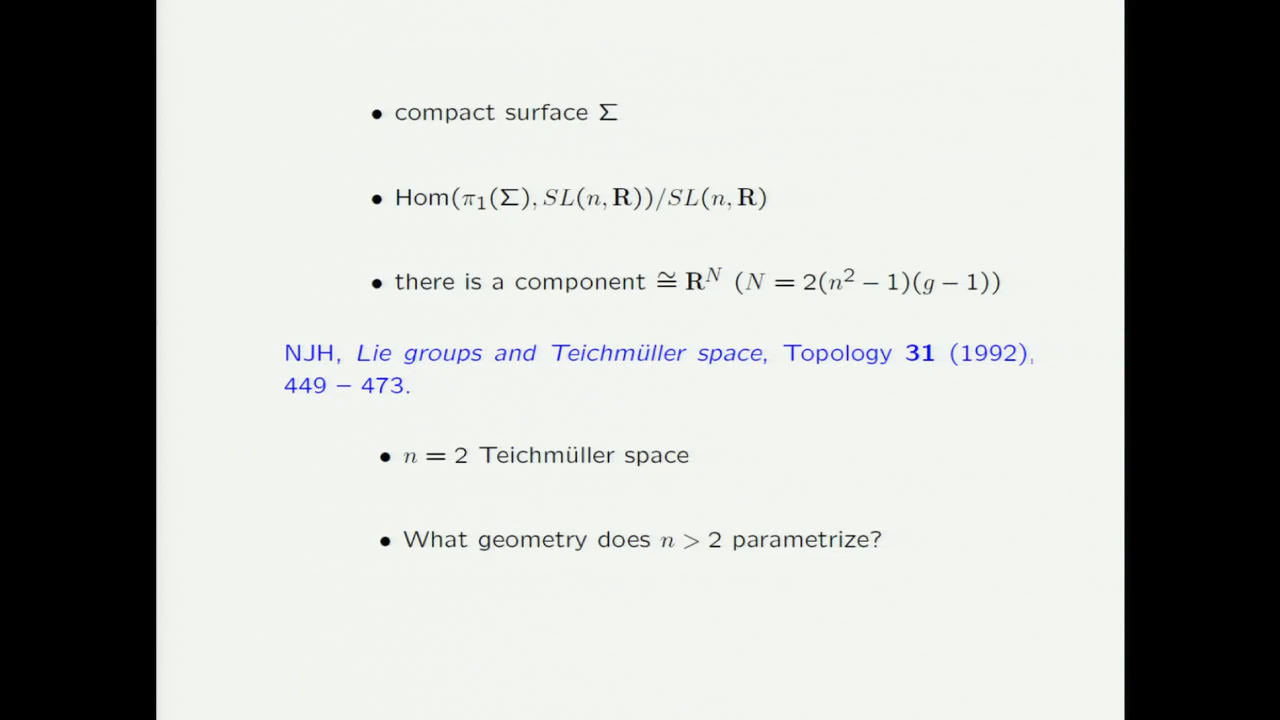 • compact surface Σ
• Hom(π₁(Σ), SL(n, R))/SL(n, R)
• there is a component ≅ Rᴺ (N = 2(n² − 1)(g − 1))
NJH, Lie groups and Teichmüller space, Topology 31 (1992),
449 – 473.
• n = 2 Teichmüller space
• What geometry does n > 2 parametrize?